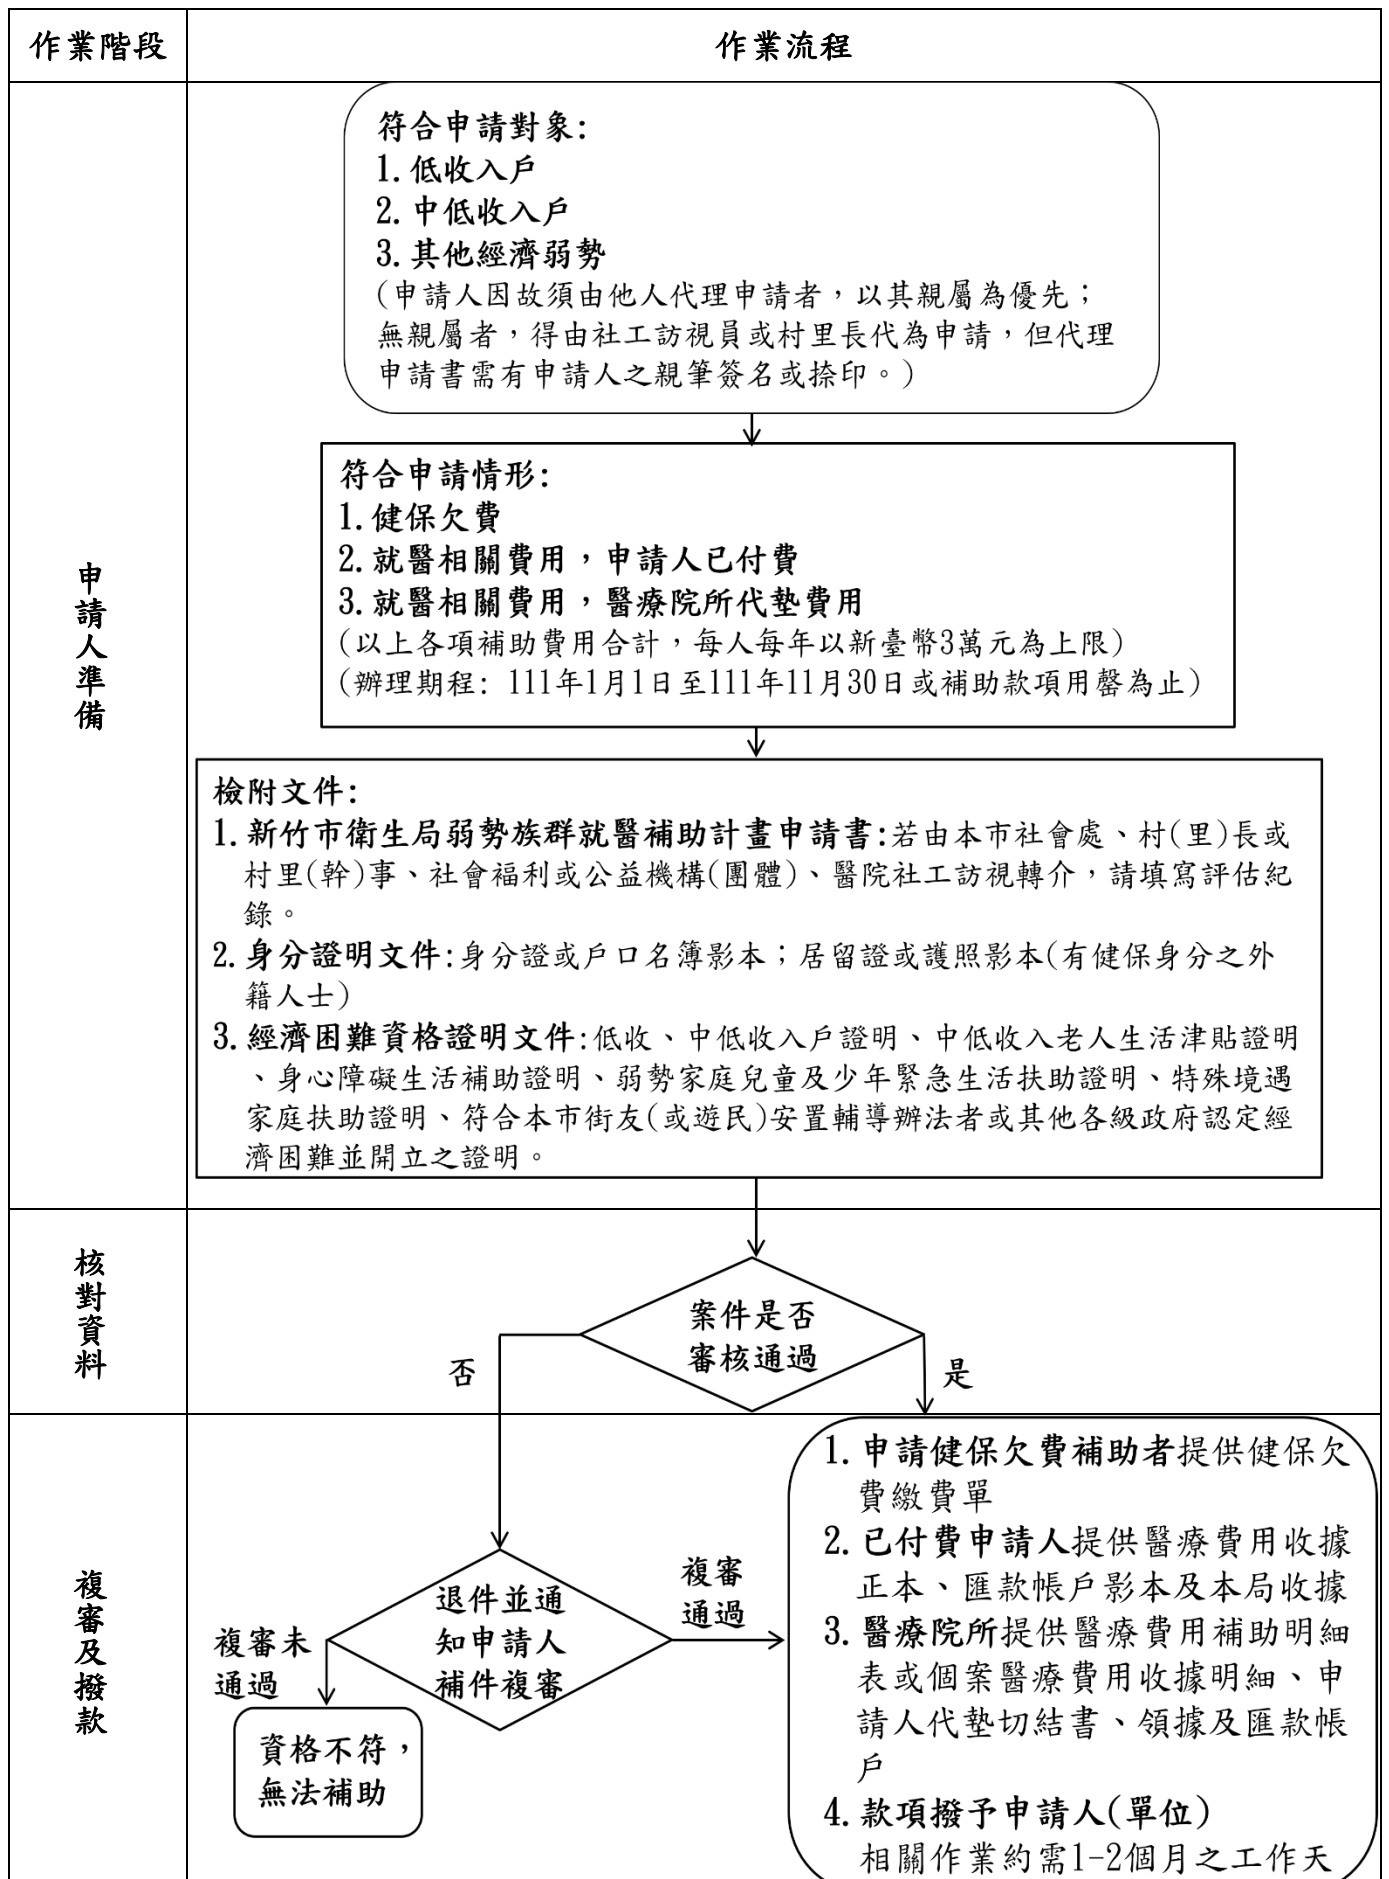 作業階段
作業流程
申請人準備
符合申請對象:
1.低收入戶
2.中低收入戶
3.其他經濟弱勢
(申請人因故須由他人代理申請者，以其親屬為優先；
無親屬者，得由社工訪視員或村里長代為申請，但代理
申請書需有申請人之親筆簽名或捺印。)
符合申請情形:
1.健保欠費
2.就醫相關費用，申請人已付費
3.就醫相關費用，醫療院所代墊費用
(以上各項補助費用合計，每人每年以新臺幣3萬元為上限)
(辦理期程: 111年1月1日至111年11月30日或補助款項用罄為止)
檢附文件:
1.新竹市衛生局弱勢族群就醫補助計畫申請書:若由本市社會處、村(里)長或
村里(幹)事、社會福利或公益機構(團體)、醫院社工訪視轉介，請填寫評估紀
錄。
2.身分證明文件:身分證或戶口名簿影本；居留證或護照影本(有健保身分之外
籍人士)
3.經濟困難資格證明文件:低收、中低收入戶證明、中低收入老人生活津貼證明
、身心障礙生活補助證明、弱勢家庭兒童及少年緊急生活扶助證明、特殊境遇
家庭扶助證明、符合本市街友(或遊民)安置輔導辦法者或其他各級政府認定經
濟困難並開立之證明。
核對資料
案件是否
審核通過
否
是
複審及撥款
退件並通
知申請人
補件複審
複審
通過
複審未
通過
資格不符，
無法補助
1.申請健保欠費補助者提供健保欠
費繳費單
2.已付費申請人提供醫療費用收據
正本、匯款帳戶影本及本局收據
3.醫療院所提供醫療費用補助明細
表或個案醫療費用收據明細、申
請人代墊切結書、領據及匯款帳
戶
4.款項撥予申請人(單位)
相關作業約需1-2個月之工作天